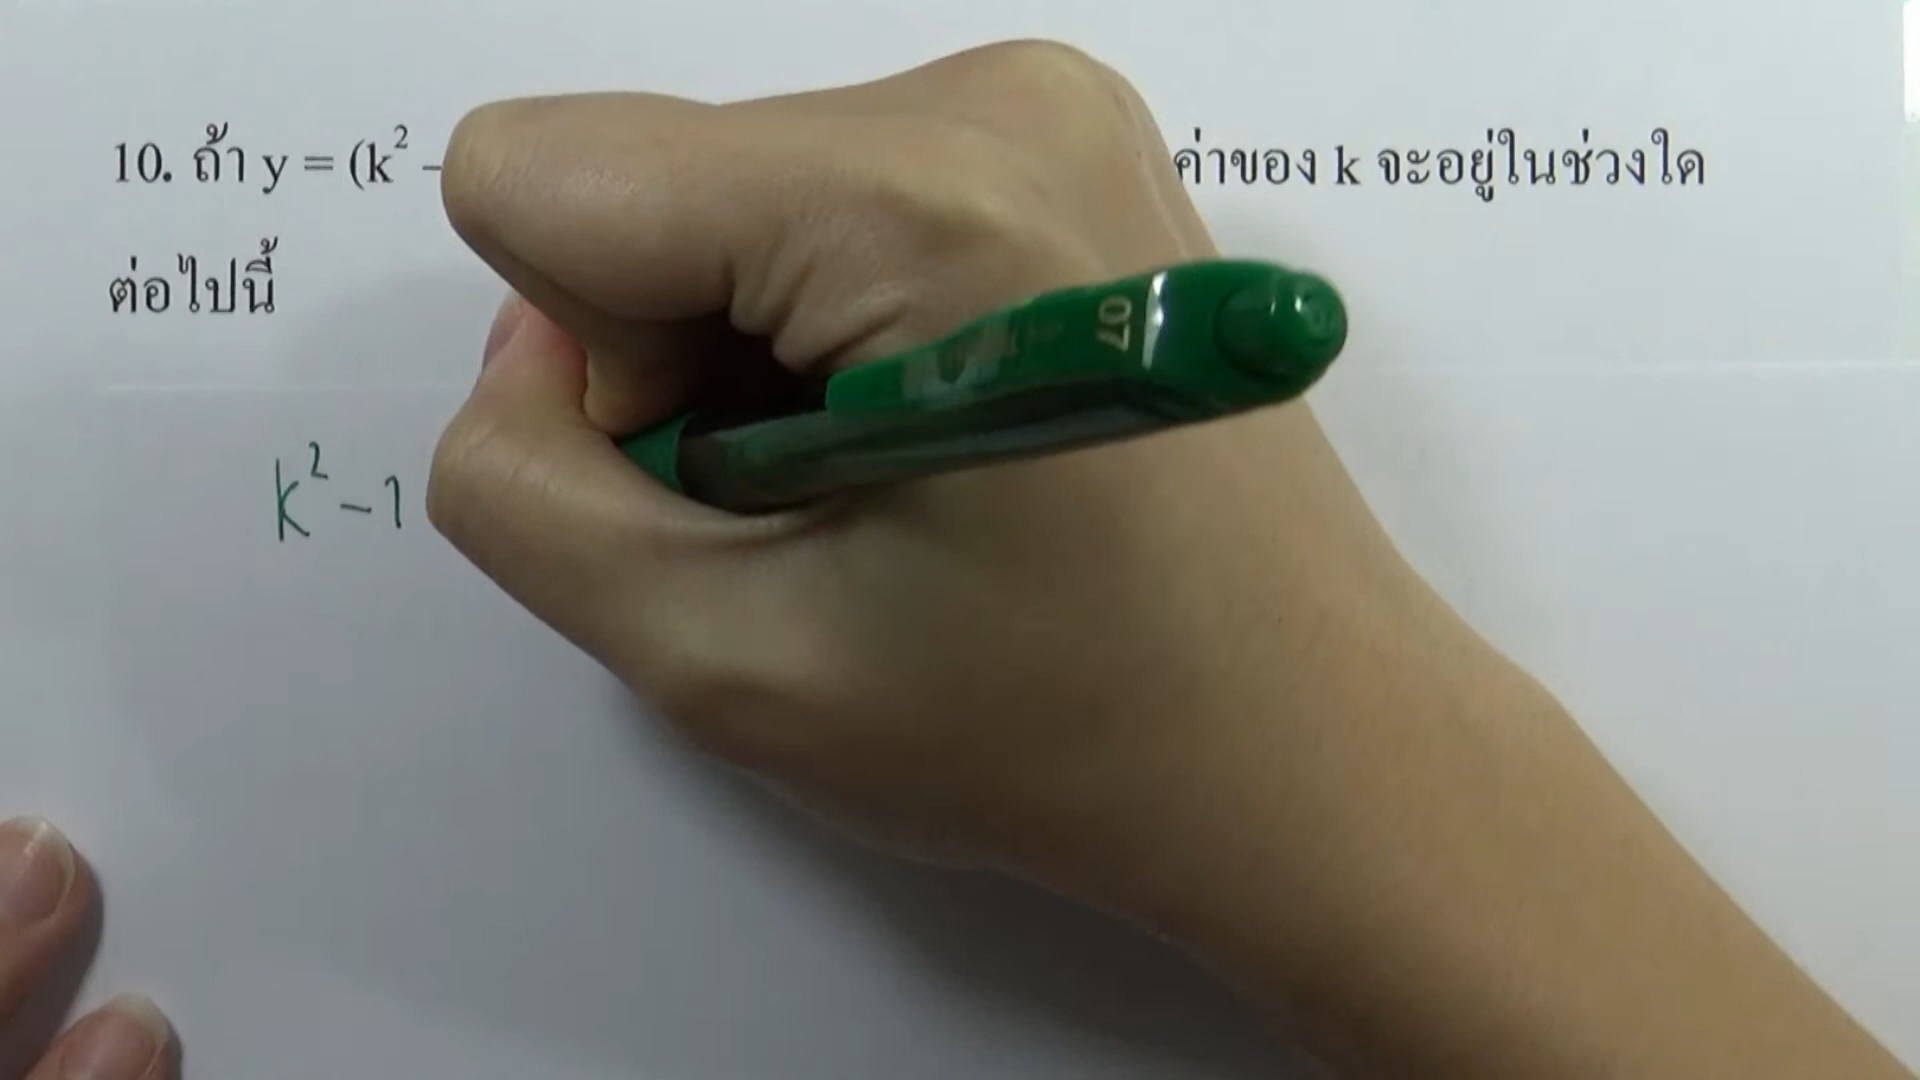 10. ถ้า y = (k² - ค่าของ k จะอยู่ในช่วงใด
ต่อไปนี้
07
k² - 1